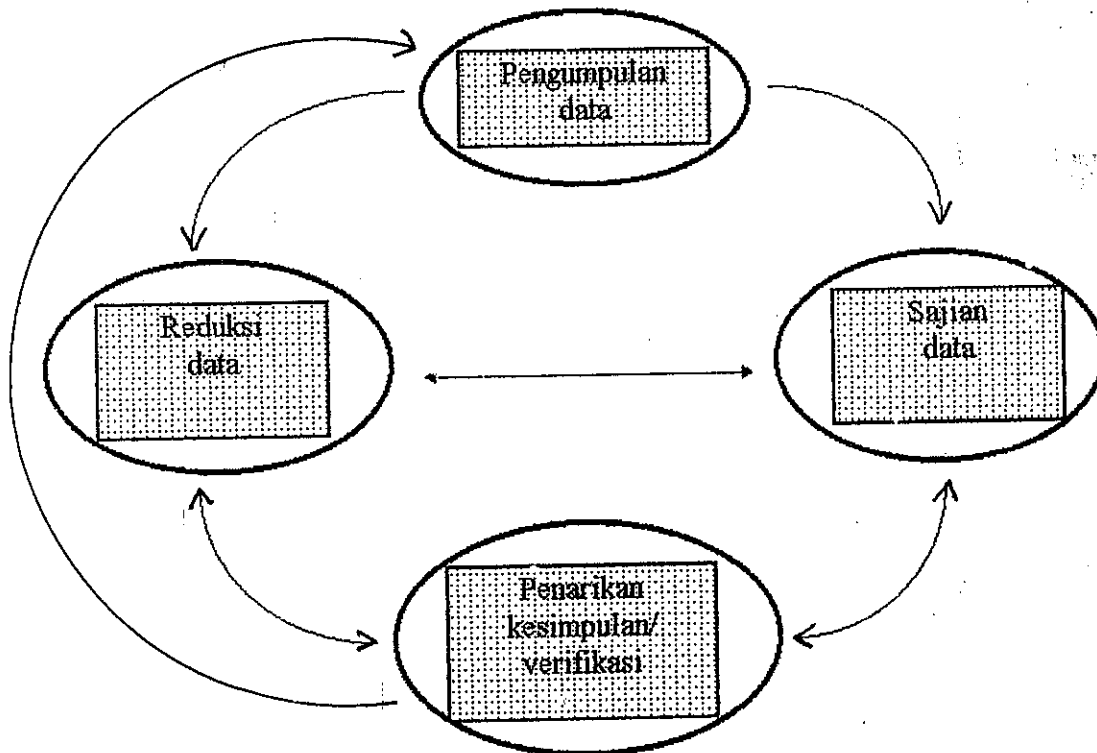 Pengumpulan
data
Reduksi
data
Sajian
data
Penarikan
kesimpulan/
verifikasi